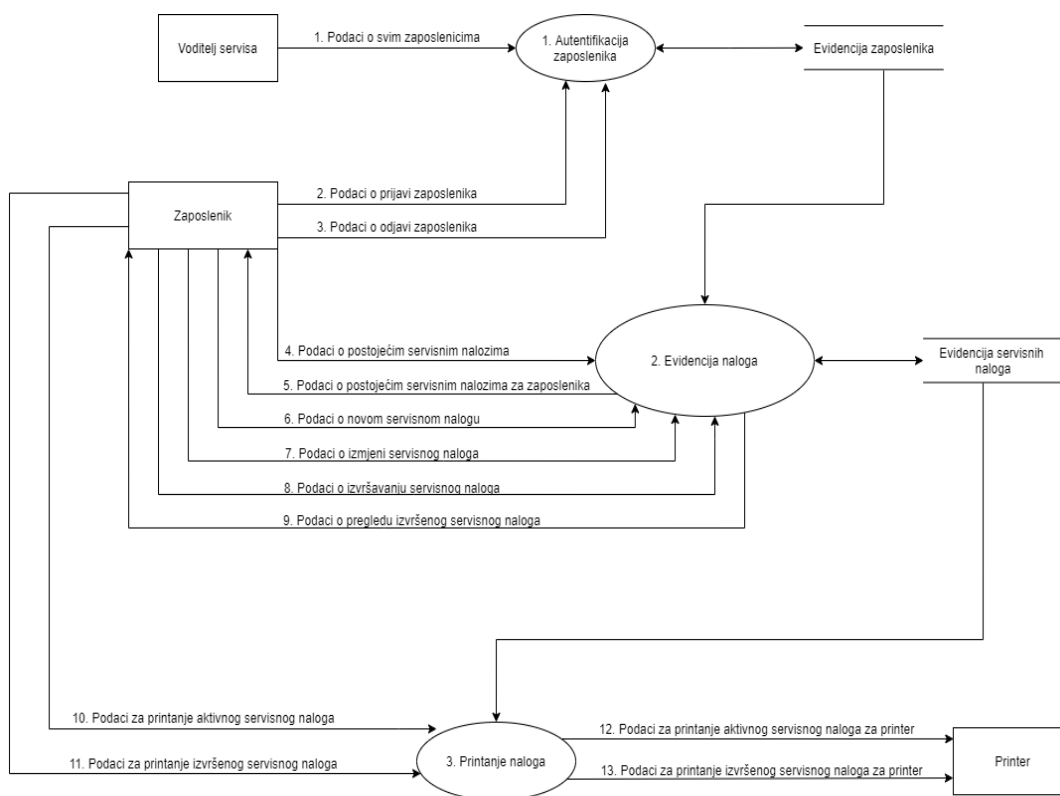 Voditelj servisa
1. Podaci o svim zaposlenicima
1. Autentifikacija
zaposlenika
Evidencija zaposlenika
Zaposlenik
2. Podaci o prijavi zaposlenika
3. Podaci o odjavi zaposlenika
4. Podaci o postojećim servisnim nalozima
2. Evidencija naloga
Evidencija servisnih
naloga
5. Podaci o postojećim servisnim nalozima za zaposlenika
6. Podaci o novom servisnom nalogu
7. Podaci o izmjeni servisnog naloga
8. Podaci o izvršavanju servisnog naloga
9. Podaci o pregledu izvršenog servisnog naloga
10. Podaci za printanje aktivnog servisnog naloga
11. Podaci za printanje izvršenog servisnog naloga
3. Printanje naloga
12. Podaci za printanje aktivnog servisnog naloga za printer
13. Podaci za printanje izvršenog servisnog naloga za printer
Printer